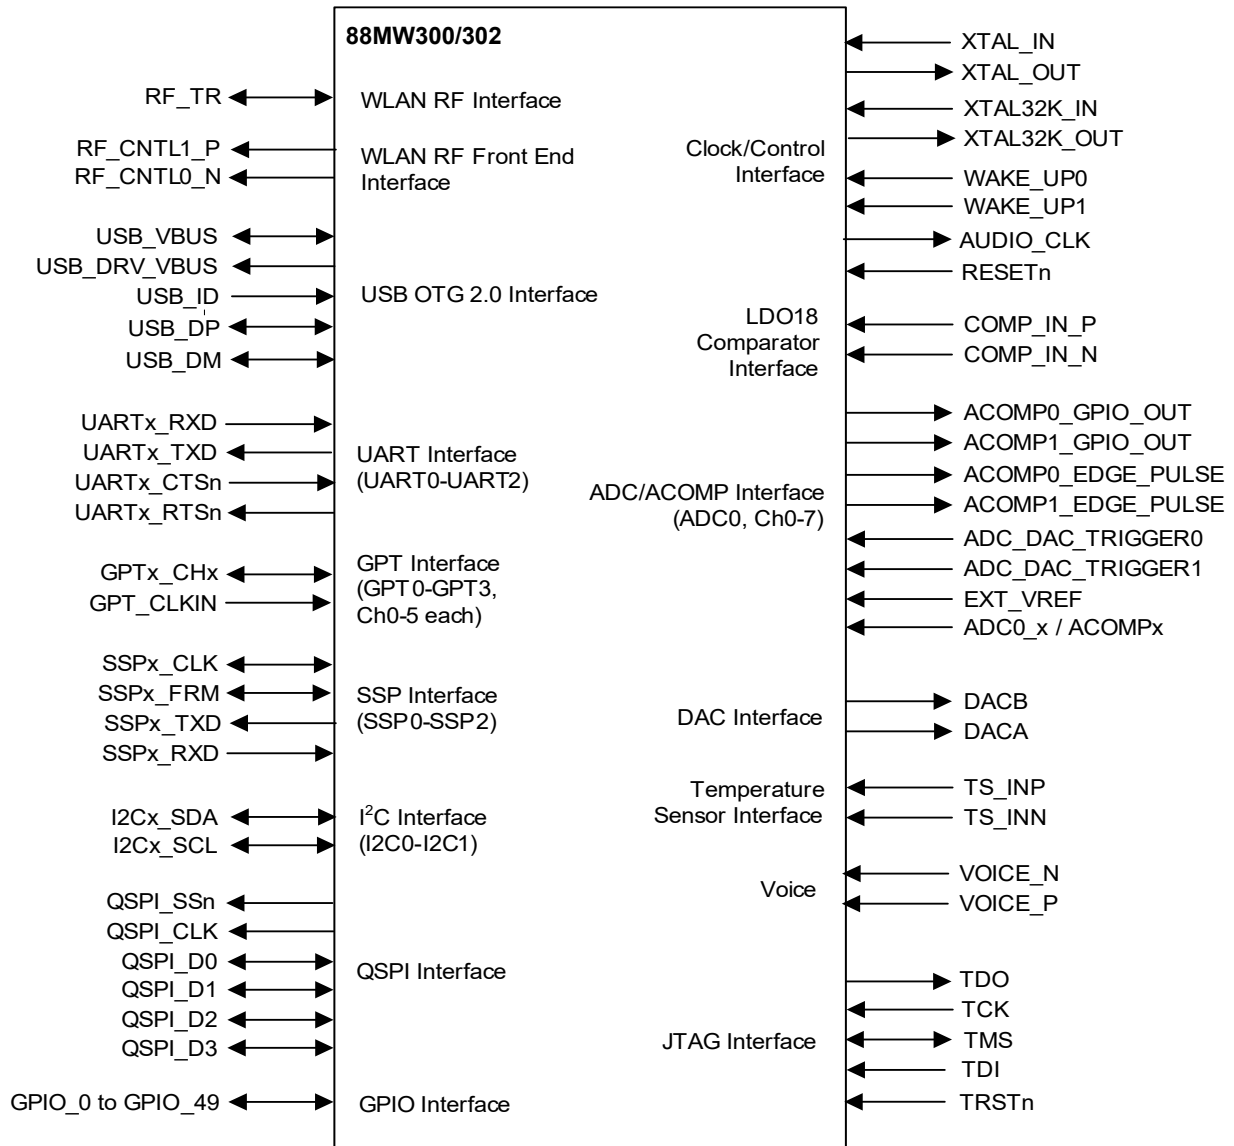 88MW300/302
RF_TR
WLAN RF Interface
RF_CNTL1_P
RF_CNTL0_N
WLAN RF Front End
Interface
USB_VBUS
USB_DRV_VBUS
USB_ID
USB_DP
USB_DM
USB OTG 2.0 Interface
UARTx_RXD
UARTx_TXD
UARTx_CTSn
UARTx_RTSn
UART Interface
(UART0-UART2)
GPTx_CHx
GPT_CLKIN
GPT Interface
(GPT0-GPT3,
Ch0-5 each)
SSPx_CLK
SSPx_FRM
SSPx_TXD
SSPx_RXD
SSP Interface
(SSP0-SSP2)
I2Cx_SDA
I2Cx_SCL
I²C Interface
(I2C0-I2C1)
QSPI_SSn
QSPI_CLK
QSPI_D0
QSPI_D1
QSPI_D2
QSPI_D3
QSPI Interface
GPIO_0 to GPIO_49
GPIO Interface
Clock/Control
Interface
XTAL_IN
XTAL_OUT
XTAL32K_IN
XTAL32K_OUT
WAKE_UP0
WAKE_UP1
AUDIO_CLK
RESETn
LDO18
Comparator
Interface
COMP_IN_P
COMP_IN_N
ADC/ACOMP Interface
(ADC0, Ch0-7)
ACOMP0_GPIO_OUT
ACOMP1_GPIO_OUT
ACOMP0_EDGE_PULSE
ACOMP1_EDGE_PULSE
ADC_DAC_TRIGGER0
ADC_DAC_TRIGGER1
EXT_VREF
ADC0_x / ACOMPx
DAC Interface
DACB
DACA
Temperature
Sensor Interface
TS_INP
TS_INN
Voice
VOICE_N
VOICE_P
JTAG Interface
TDO
TCK
TMS
TDI
TRSTn